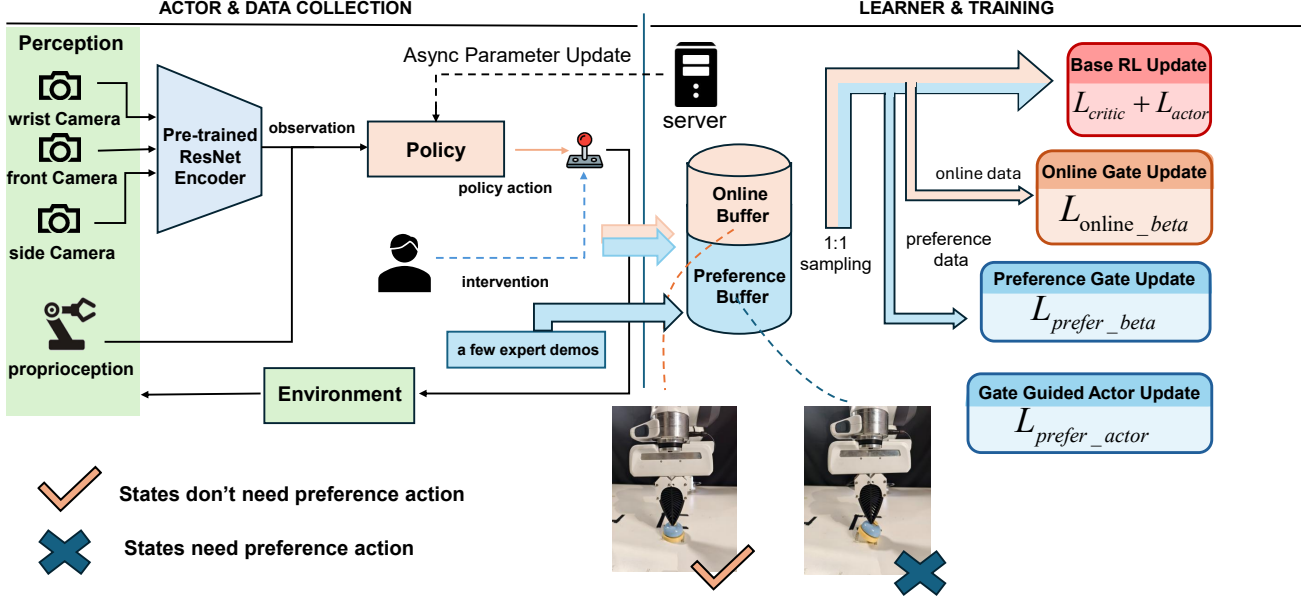 ACTOR & DATA COLLECTION
LEARNER & TRAINING
Perception
wrist Camera
front Camera
side Camera
proprioception
Pre-trained
ResNet
Encoder
observation
Async Parameter Update
Policy
policy action
intervention
a few expert demos
Environment
server
Online
Buffer
Preference
Buffer
1:1
sampling
online data
preference
data
Base RL Update
L_critic + L_actor
Online Gate Update
L_online_beta
Preference Gate Update
L_prefer_beta
Gate Guided Actor Update
L_prefer_actor
States don't need preference action
States need preference action